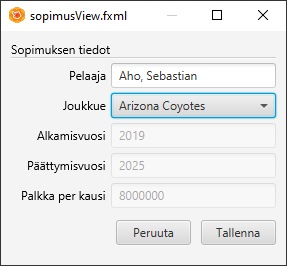 sopimusView.fxml
Sopimuksen tiedot
Pelaaja Aho, Sebastian
Joukkue Arizona Coyotes
Alkamisvuosi 2019
Päättymisvuosi 2025
Palkka per kausi 8000000
Peruuta Tallenna